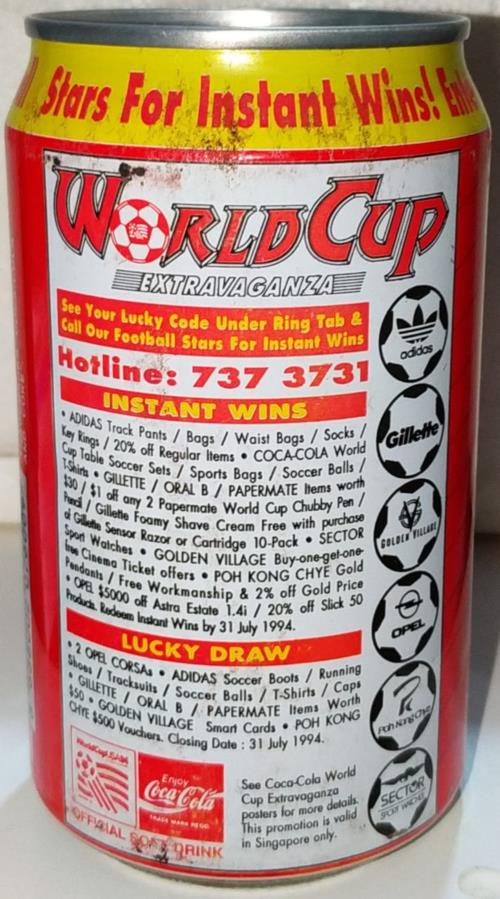 Stars For Instant Wins!
WORLD CUP
EXTRAVAGANZA
See Your Lucky Code Under Ring Tab &
Call Our Football Stars For Instant Wins
Hotline: 737 3731
INSTANT WINS
• ADIDAS Track Pants / Bags / Waist Bags / Socks /
Key Rings / 20% off Regular Items • COCA-COLA World
Cup Table Soccer Sets / Sports Bags / Soccer Balls /
T-Shirts • GILLETTE / ORAL B / PAPERMATE Items worth
$30 / $1 off any 2 Papermate World Cup Chubby Pen /
Pencil / Gillette Foamy Shave Cream Free with purchase
of Gillette Sensor Razor or Cartridge 10-Pack • SECTOR
Sport Watches • GOLDEN VILLAGE Buy-one-get-one-
free Cinema Ticket offers • POH KONG CHYE Gold
Pendants / Free Workmanship & 2% off Gold Price
• OPEL $5000 off Astra Estate 1.4i / 20% off Slick 50
Products. Redeem Instant Wins by 31 July 1994.
LUCKY DRAW
• 2 OPEL CORSAs • ADIDAS Soccer Boots / Running
Shoes / Tracksuits / Soccer Balls / T-Shirts / Caps
• GILLETTE / ORAL B / PAPERMATE Items Worth
$50 • GOLDEN VILLAGE Smart Cards • POH KONG
CHYE $500 Vouchers. Closing Date : 31 July 1994.
adidas
Gillette
GOLDEN VILLAGE
OPEL
Poh Kong Chye
SECTOR
SPORT WATCHES
WorldCupUSA94
Enjoy
Coca-Cola
TRADE MARK REGD.
OFFICIAL SOFT DRINK
See Coca-Cola World
Cup Extravaganza
posters for more details.
This promotion is valid
in Singapore only.